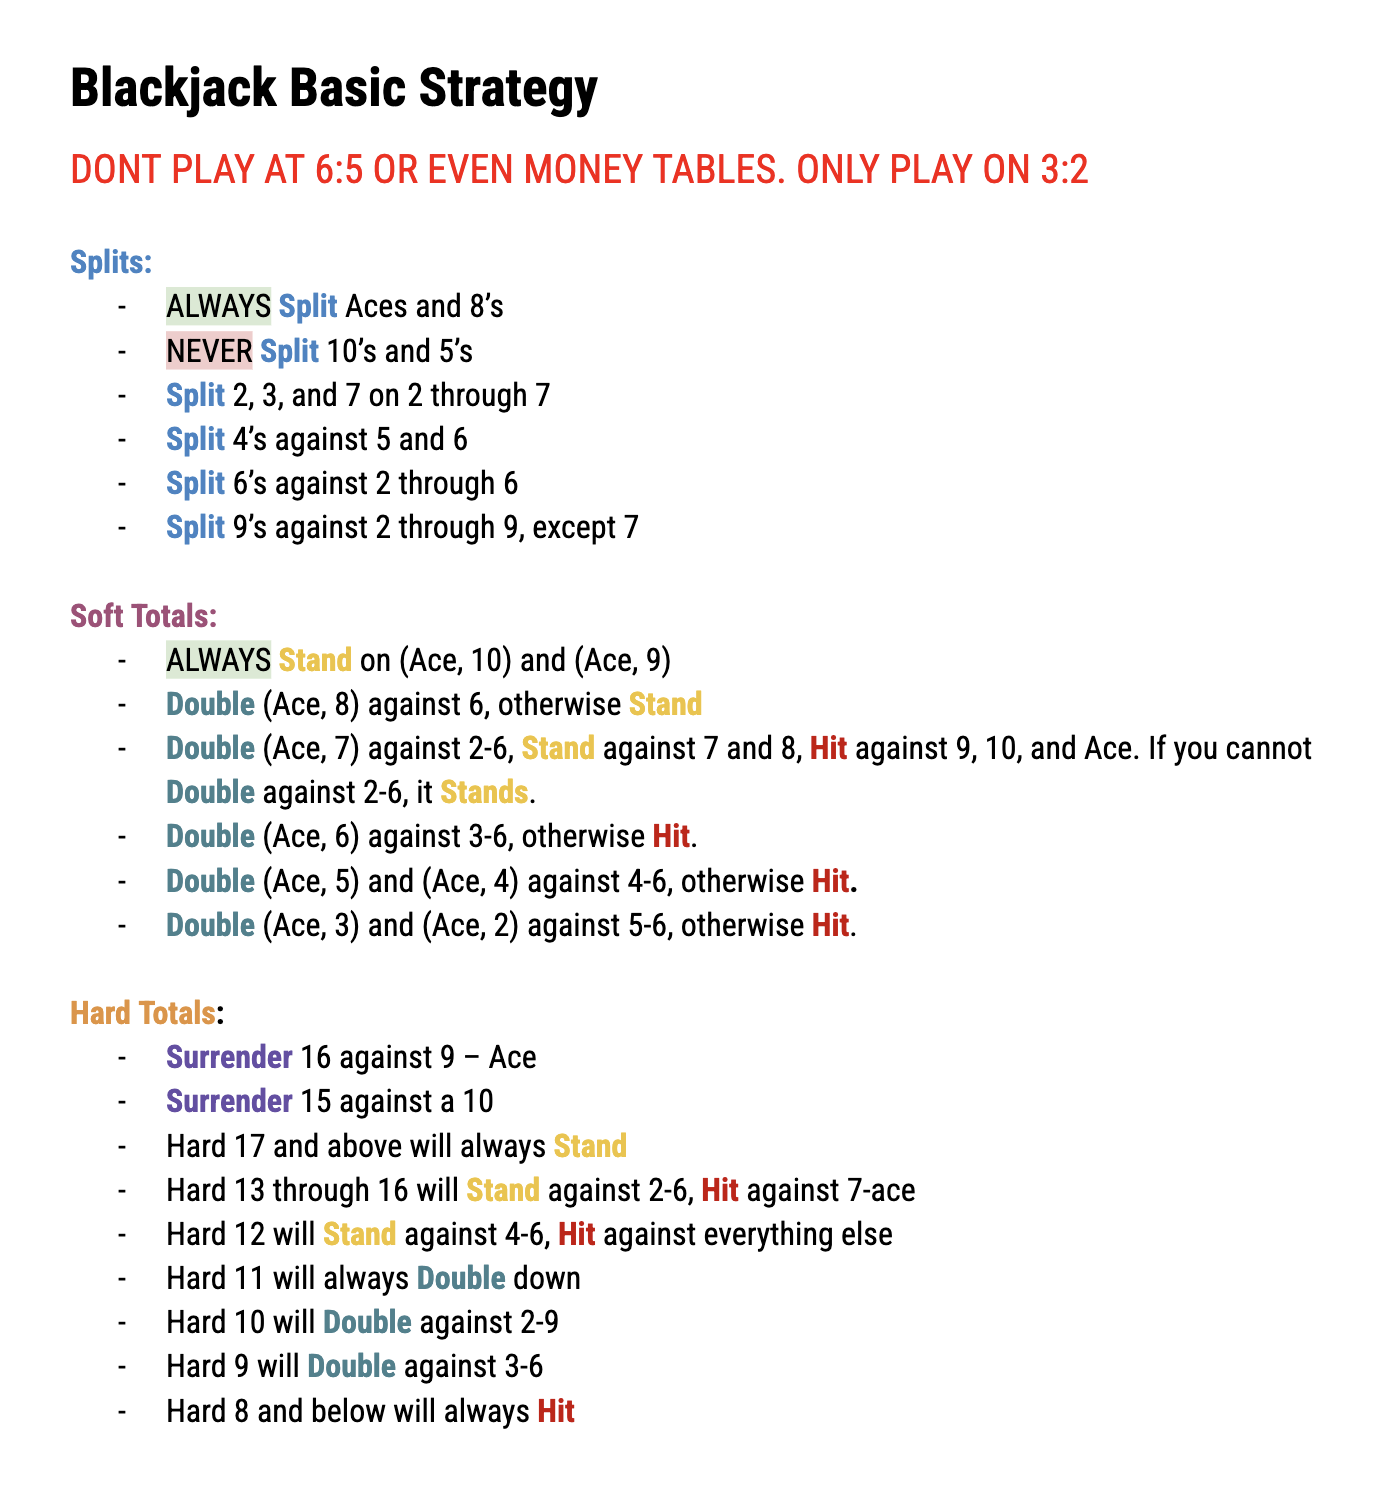 Blackjack Basic Strategy
DONT PLAY AT 6:5 OR EVEN MONEY TABLES. ONLY PLAY ON 3:2
Splits:
- ALWAYS Split Aces and 8’s
- NEVER Split 10’s and 5’s
- Split 2, 3, and 7 on 2 through 7
- Split 4’s against 5 and 6
- Split 6’s against 2 through 6
- Split 9’s against 2 through 9, except 7
Soft Totals:
- ALWAYS Stand on (Ace, 10) and (Ace, 9)
- Double (Ace, 8) against 6, otherwise Stand
- Double (Ace, 7) against 2-6, Stand against 7 and 8, Hit against 9, 10, and Ace. If you cannot
Double against 2-6, it Stands.
- Double (Ace, 6) against 3-6, otherwise Hit.
- Double (Ace, 5) and (Ace, 4) against 4-6, otherwise Hit.
- Double (Ace, 3) and (Ace, 2) against 5-6, otherwise Hit.
Hard Totals:
- Surrender 16 against 9 – Ace
- Surrender 15 against a 10
- Hard 17 and above will always Stand
- Hard 13 through 16 will Stand against 2-6, Hit against 7-ace
- Hard 12 will Stand against 4-6, Hit against everything else
- Hard 11 will always Double down
- Hard 10 will Double against 2-9
- Hard 9 will Double against 3-6
- Hard 8 and below will always Hit